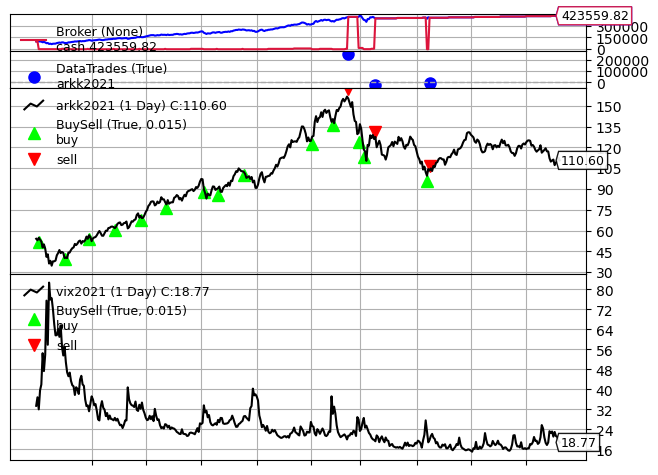 Broker (None)
cash 423559.82
423559.82
300000
150000
0
DataTrades (True)
arkk2021
200000
100000
0
arkk2021 (1 Day) C:110.60
BuySell (True, 0.015)
buy
sell
150
135
120
110.60
105
90
75
60
45
30
vix2021 (1 Day) C:18.77
BuySell (True, 0.015)
buy
sell
80
72
64
56
48
40
32
24
18.77
16